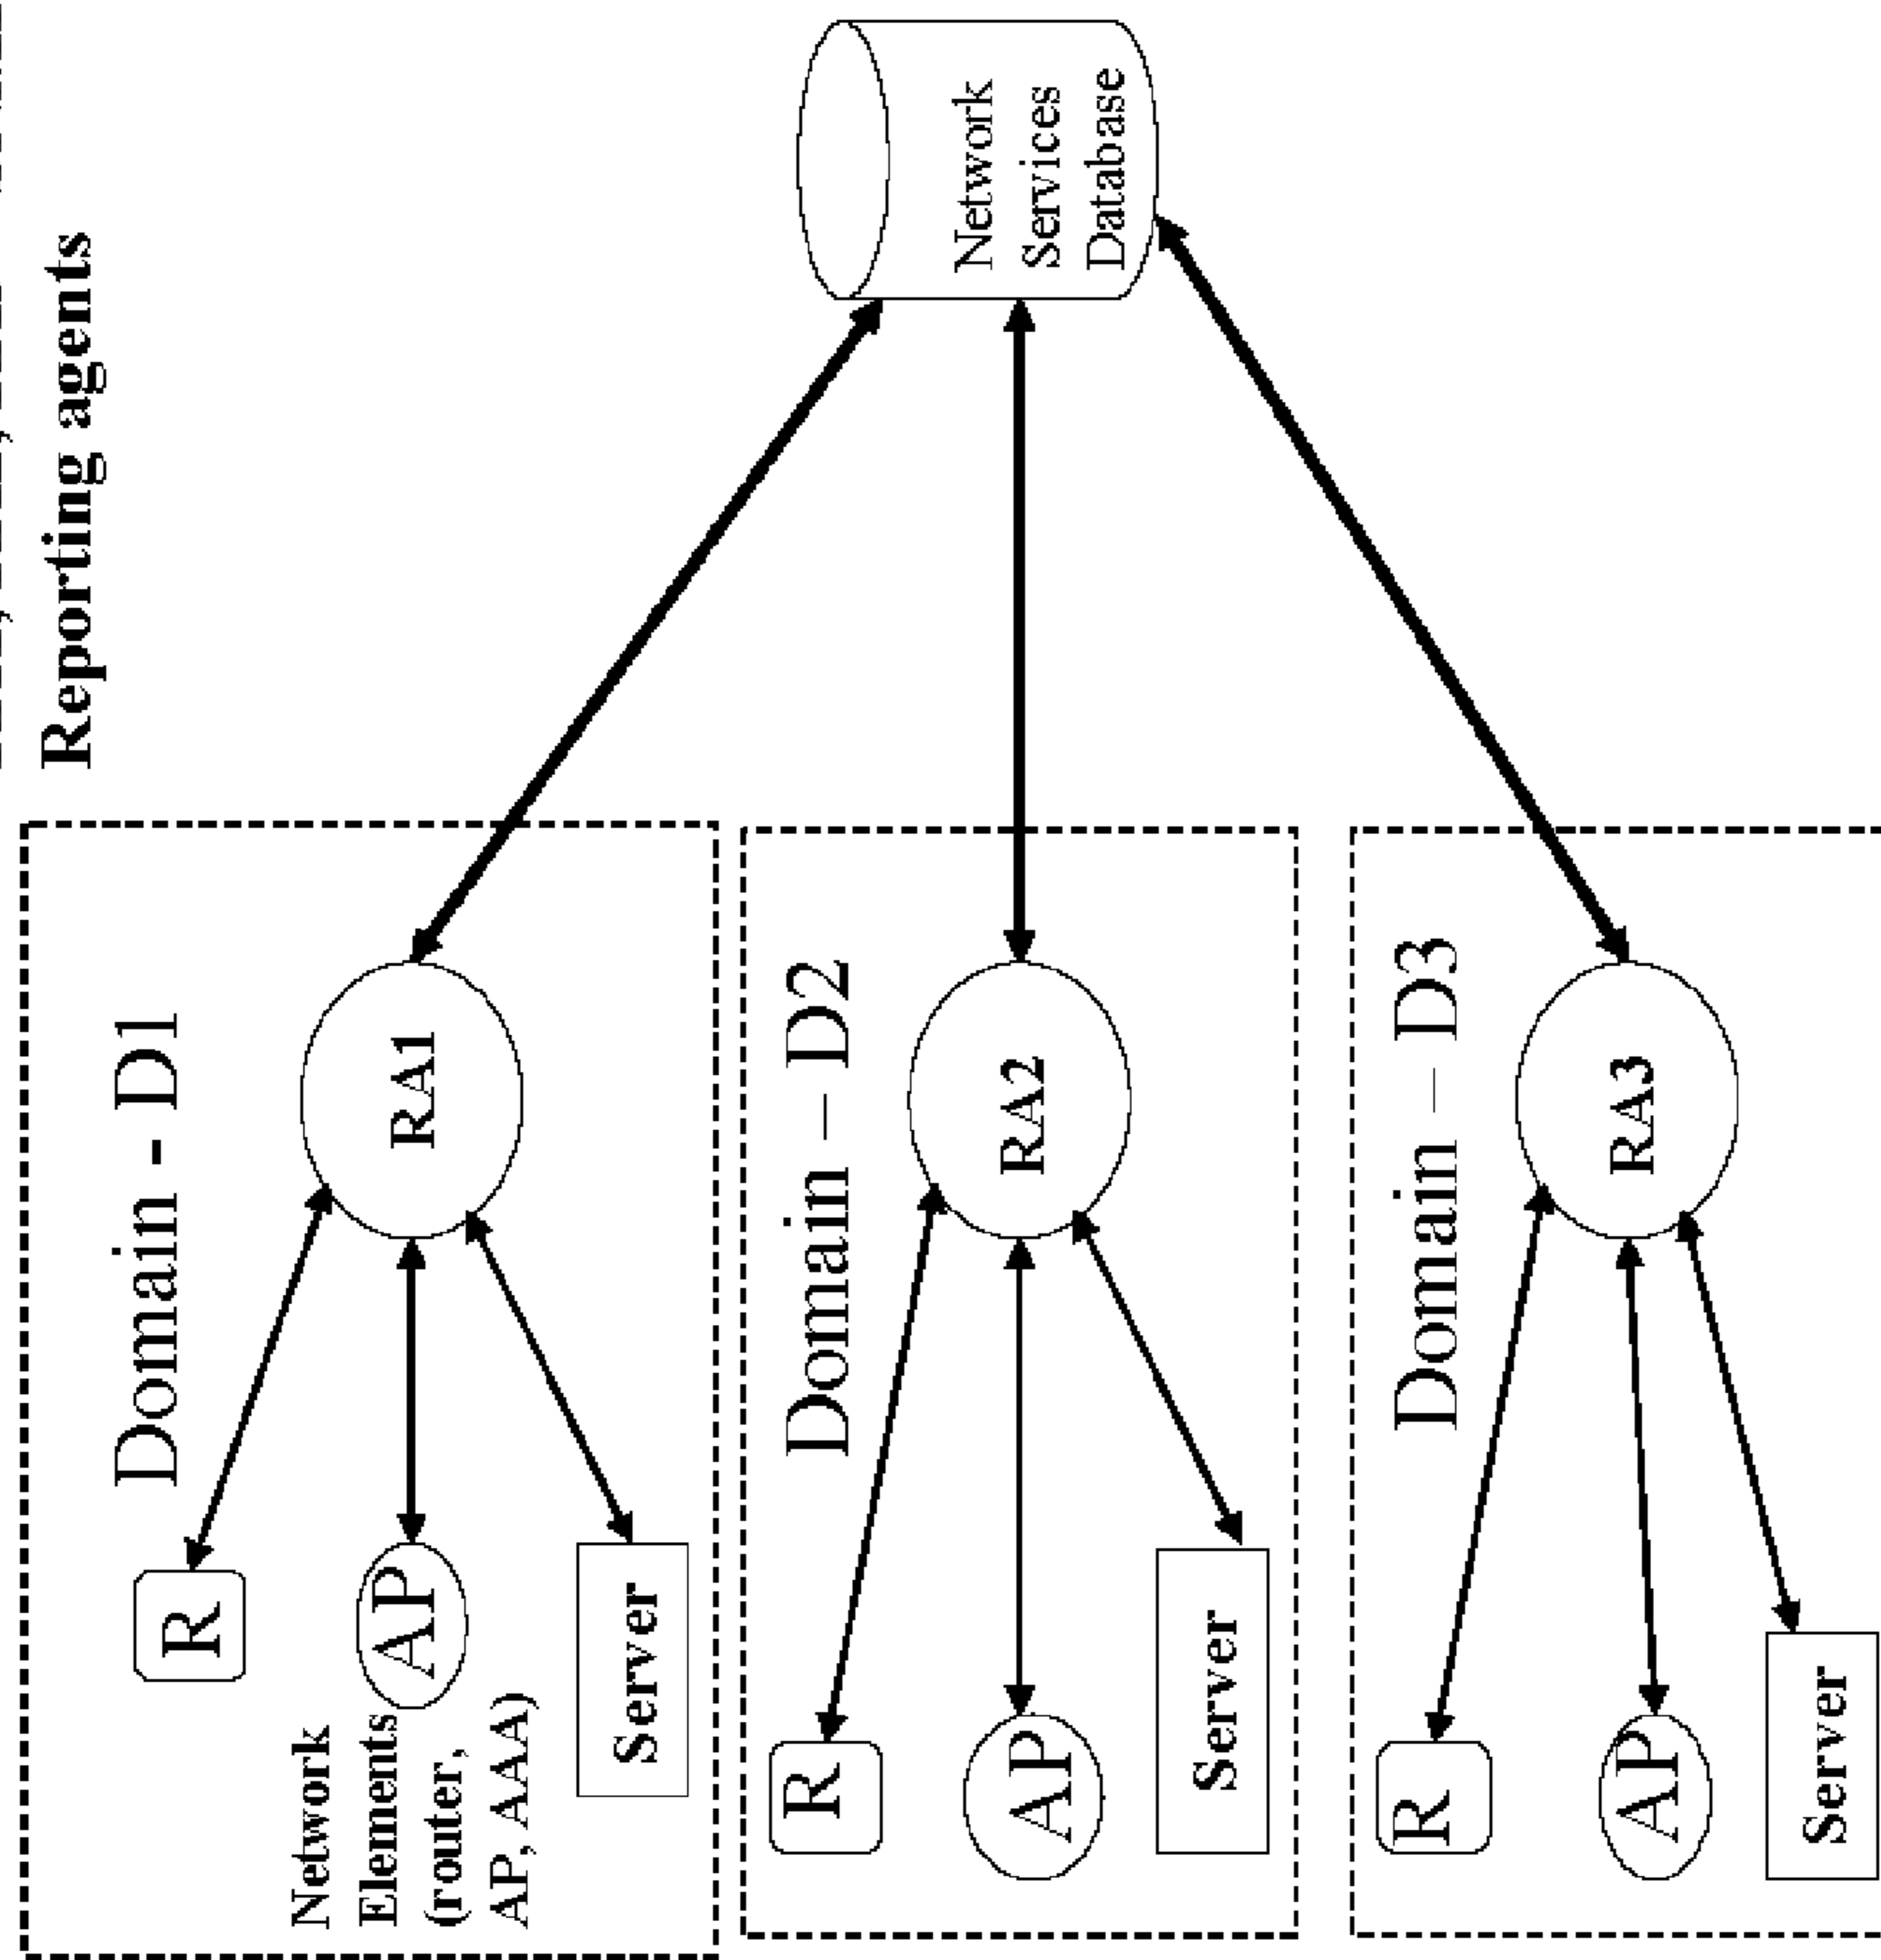 Reporting agents
Domain - D1
R
AP
Server
Network
Elements
(router,
AP, AAA)
RA1
Domain – D2
R
AP
Server
RA2
Domain – D3
R
AP
Server
RA3
Network
Services
Database